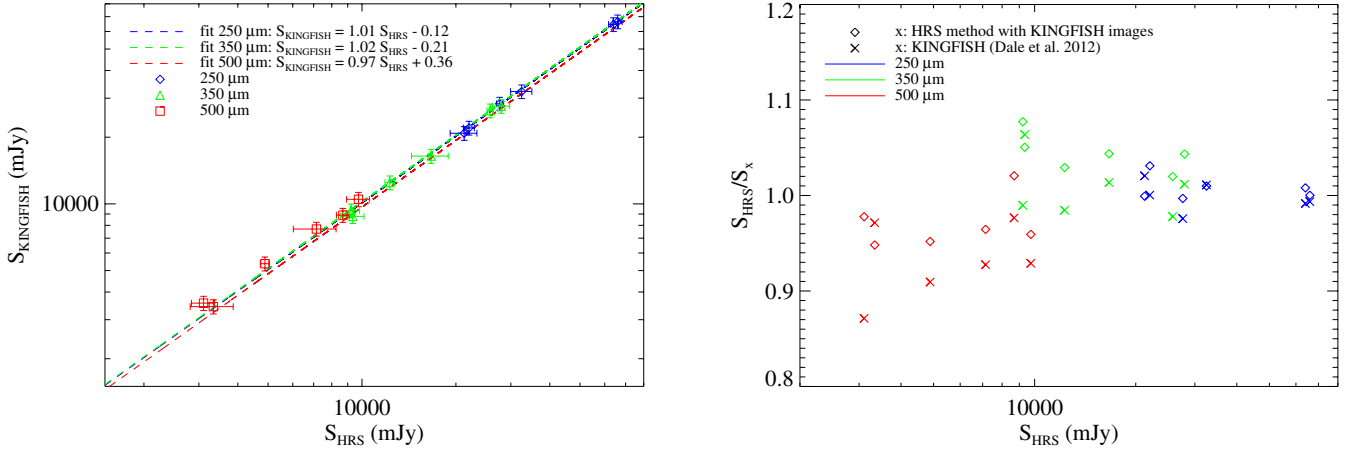 fit 250 μm: S_KINGFISH = 1.01 S_HRS - 0.12
fit 350 μm: S_KINGFISH = 1.02 S_HRS - 0.21
fit 500 μm: S_KINGFISH = 0.97 S_HRS + 0.36
250 μm
350 μm
500 μm
10000
S_KINGFISH (mJy)
10000
S_HRS (mJy)
1.2
1.1
1.0
0.9
0.8
S_HRS/S_x
x: HRS method with KINGFISH images
x: KINGFISH (Dale et al. 2012)
250 μm
350 μm
500 μm
10000
S_HRS (mJy)